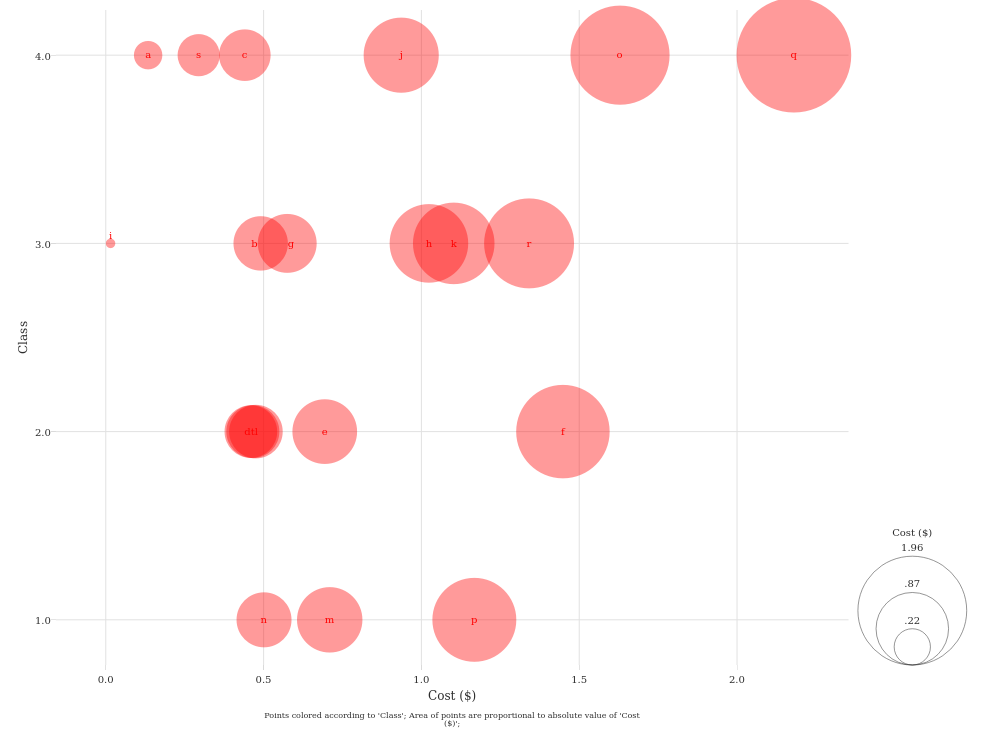 4.0
a
s
c
j
o
q
3.0
i
b
g
h
k
r
Class
2.0
dtl
e
f
1.0
n
m
p
Cost ($)
1.96
.87
.22
0.0
0.5
1.0
1.5
2.0
Cost ($)
Points colored according to 'Class'; Area of points are proportional to absolute value of 'Cost
($)';